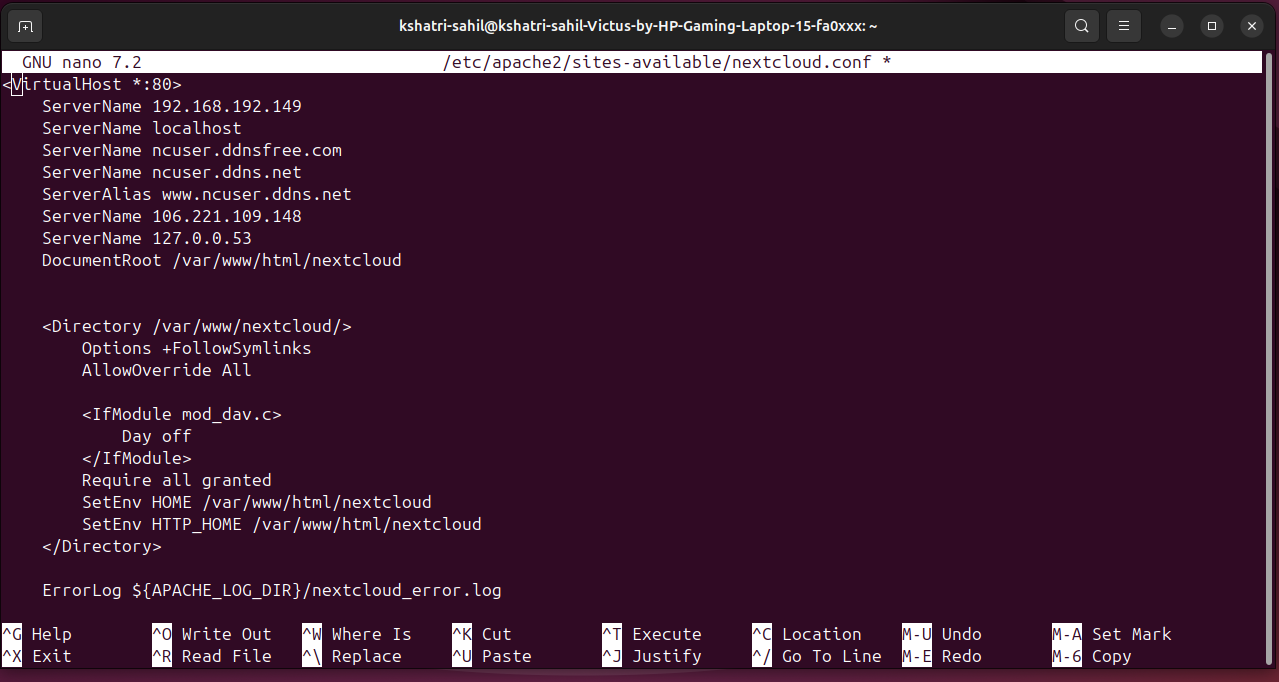 kshatri-sahil@kshatri-sahil-Victus-by-HP-Gaming-Laptop-15-fa0xxx: ~
GNU nano 7.2 /etc/apache2/sites-available/nextcloud.conf *
<VirtualHost *:80>
    ServerName 192.168.192.149
    ServerName localhost
    ServerName ncuser.ddnsfree.com
    ServerName ncuser.ddns.net
    ServerAlias www.ncuser.ddns.net
    ServerName 106.221.109.148
    ServerName 127.0.0.53
    DocumentRoot /var/www/html/nextcloud
    <Directory /var/www/nextcloud/>
        Options +FollowSymlinks
        AllowOverride All
        <IfModule mod_dav.c>
            Day off
        </IfModule>
        Require all granted
        SetEnv HOME /var/www/html/nextcloud
        SetEnv HTTP_HOME /var/www/html/nextcloud
    </Directory>
    ErrorLog ${APACHE_LOG_DIR}/nextcloud_error.log
^G Help ^O Write Out ^W Where Is ^K Cut ^T Execute ^C Location M-U Undo M-A Set Mark
^X Exit ^R Read File ^\ Replace ^U Paste ^J Justify ^/ Go To Line M-E Redo M-6 Copy